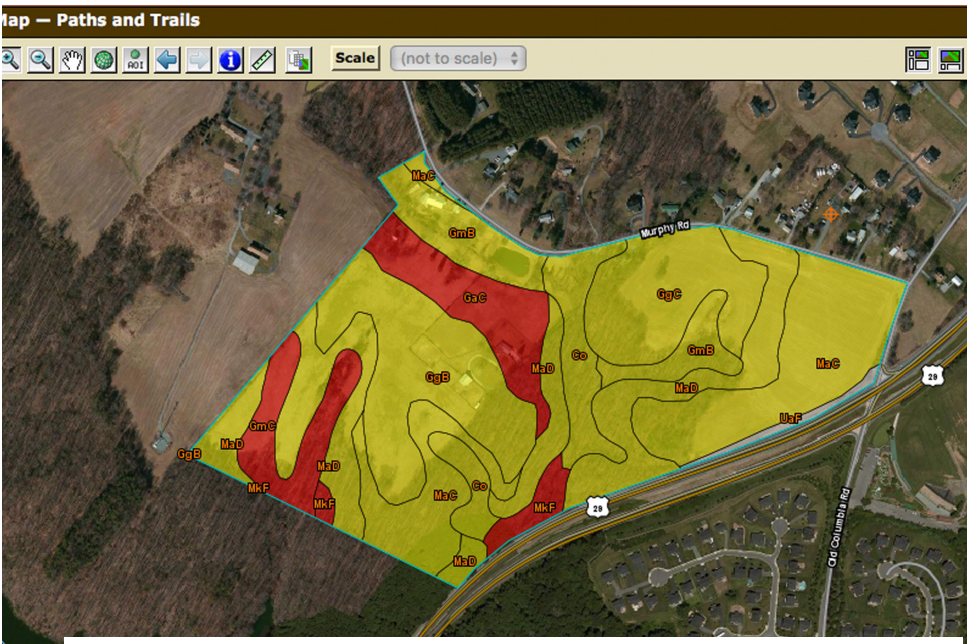 Map — Paths and Trails
AOI
i
Scale
(not to scale)
MaC
GmB
Murphy Rd
GaC
GgC
Co
GmB
MaD
MaC
29
GgB
MaD
UaF
GmC
MaD
GgB
MaD
MkF
MkF
MaC
Co
MkF
29
MaD
Old Columbia Rd